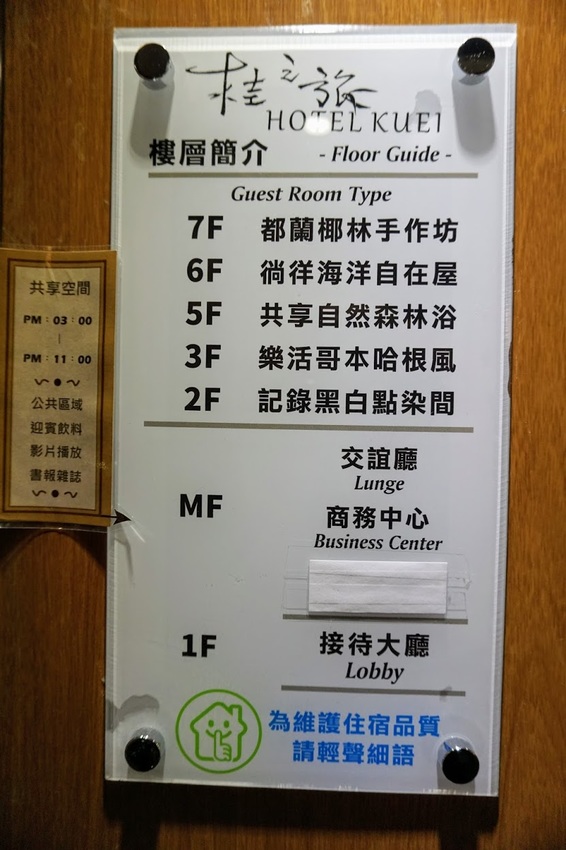 桂之旅
HOTEL KUEI
樓層簡介 - Floor Guide -
Guest Room Type
7F 都蘭椰林手作坊
6F 徜徉海洋自在屋
5F 共享自然森林浴
3F 樂活哥本哈根風
2F 記錄黑白點染間
MF
交誼廳
Lunge
商務中心
Business Center
1F
接待大廳
Lobby
為維護住宿品質
請輕聲細語
共享空間
PM：03：00
|
PM：11：00
公共區域
迎賓飲料
影片播放
書報雜誌